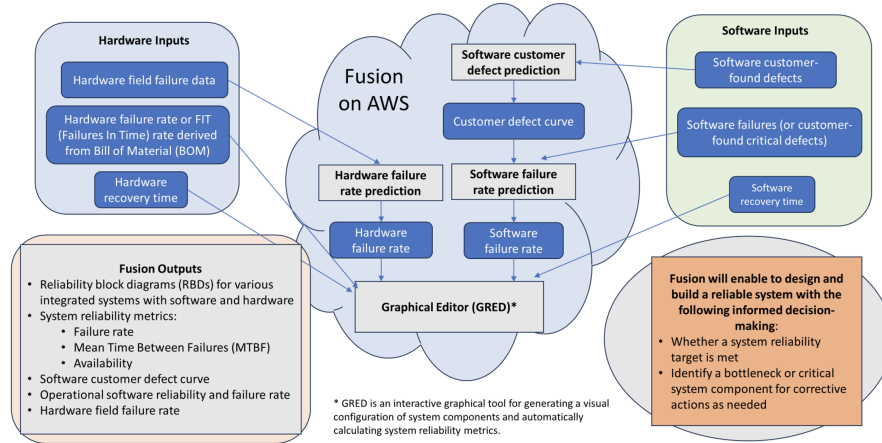 Hardware Inputs
Hardware field failure data
Hardware failure rate or FIT
(Failures In Time) rate derived
from Bill of Material (BOM)
Hardware
recovery time
Fusion
on AWS
Software customer
defect prediction
Customer defect curve
Hardware failure
rate prediction
Software failure
rate prediction
Hardware
failure rate
Software
failure rate
Graphical Editor (GRED)*
Software Inputs
Software customer-
found defects
Software failures (or customer-
found critical defects)
Software
recovery time
Fusion Outputs
• Reliability block diagrams (RBDs) for various
integrated systems with software and hardware
• System reliability metrics:
• Failure rate
• Mean Time Between Failures (MTBF)
• Availability
• Software customer defect curve
• Operational software reliability and failure rate
• Hardware field failure rate
* GRED is an interactive graphical tool for generating a visual
configuration of system components and automatically
calculating system reliability metrics.
Fusion will enable to design and
build a reliable system with the
following informed decision-
making:
• Whether a system reliability
target is met
• Identify a bottleneck or critical
system component for corrective
actions as needed